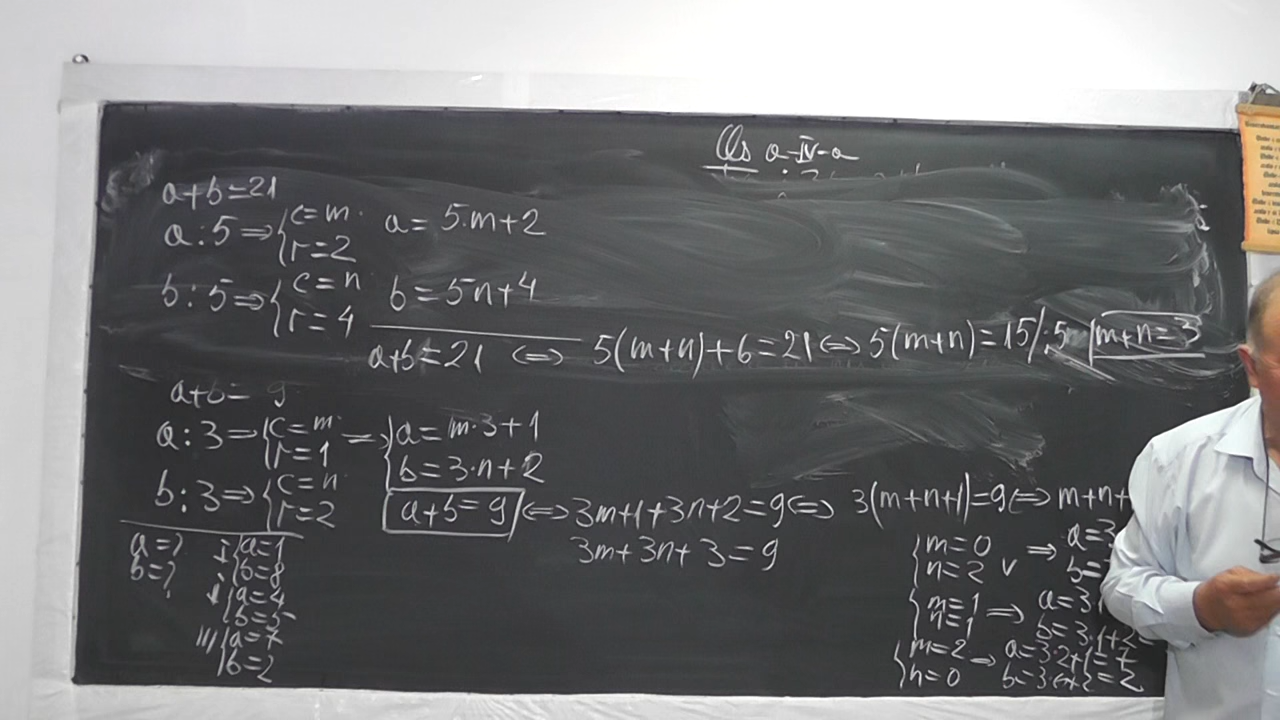 Cls a-IV-a
a+b=21
a:5⇒{c=m r=2 a=5·m+2
b:5⇒{c=n r=4 b=5n+4
a+b=21 ⇔ 5(m+n)+6=21⇔5(m+n)=15/:5 m+n=3
a+b=9
a:3⇒{c=m r=1 ⇒{a=m·3+1
b:3⇒{c=n r=2 b=3·n+2
a+b=9 ⇔3m+1+3n+2=9⇔ 3(m+n+1)=9⇔m+n+
3m+3n+3=9
a=?
b=?
I {a=1
b=8
{a=4
b=5
III {a=7
b=2
{m=0
n=2 v ⇒ a=3
b=
{m=1
n=1 ⇒ a=3
b=3·1+2=
{m=2
n=0 ⇒ a=3·2+1=7
b=3·0+2=2